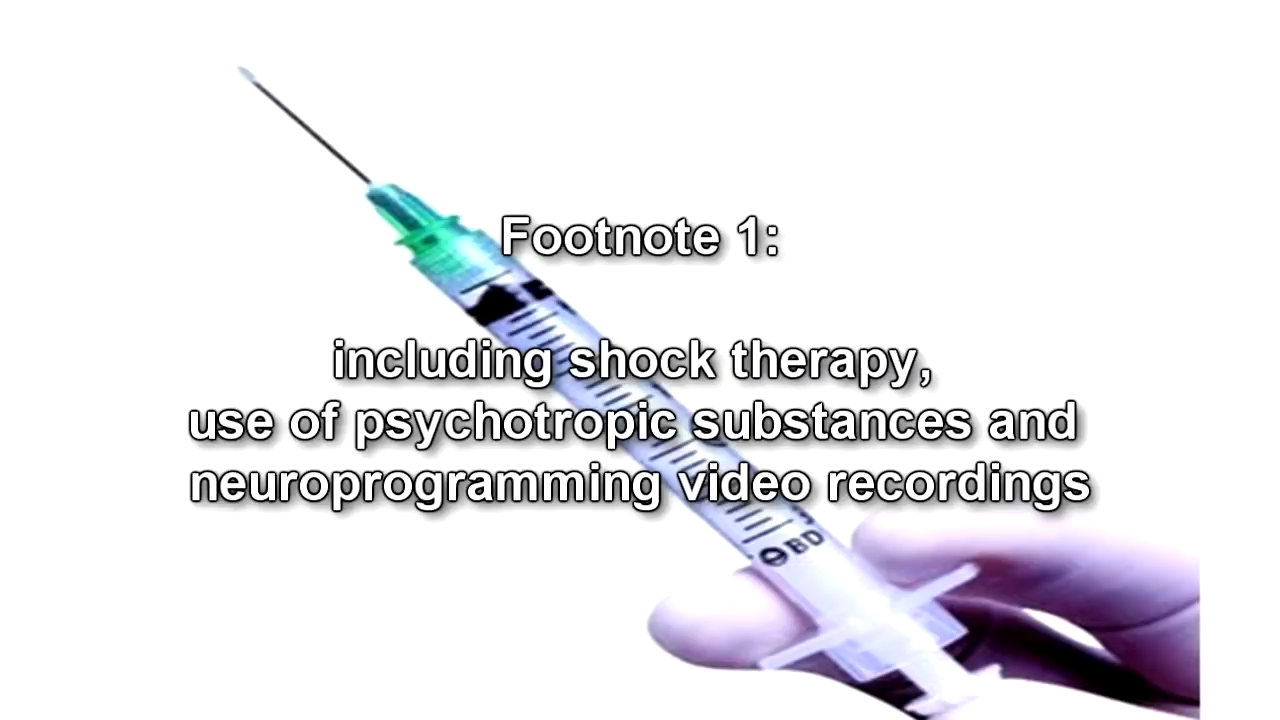 Footnote 1:
including shock therapy,
use of psychotropic substances and
neuroprogramming video recordings
BD